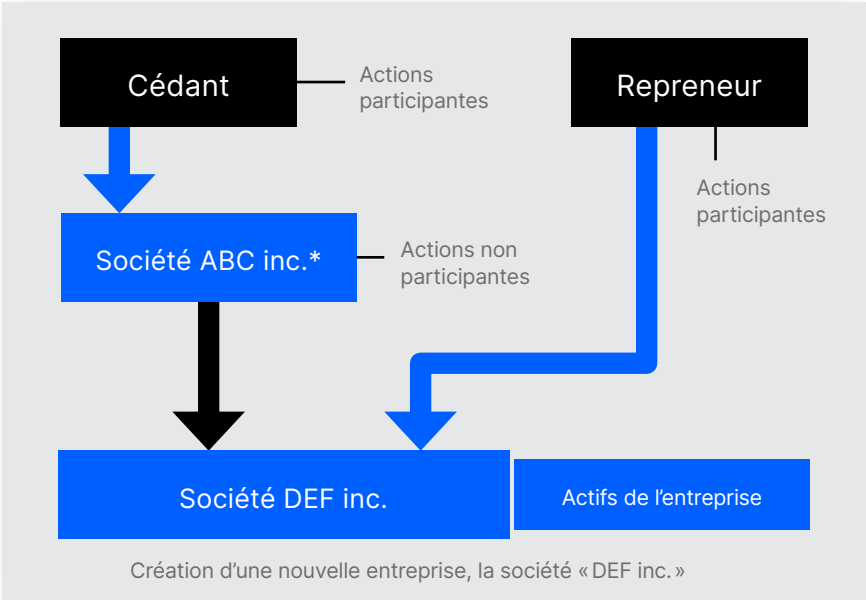 Cédant
Actions
participantes
Repreneur
Actions
participantes
Société ABC inc.*
Actions non
participantes
Société DEF inc.
Actifs de l’entreprise
Création d’une nouvelle entreprise, la société « DEF inc. »